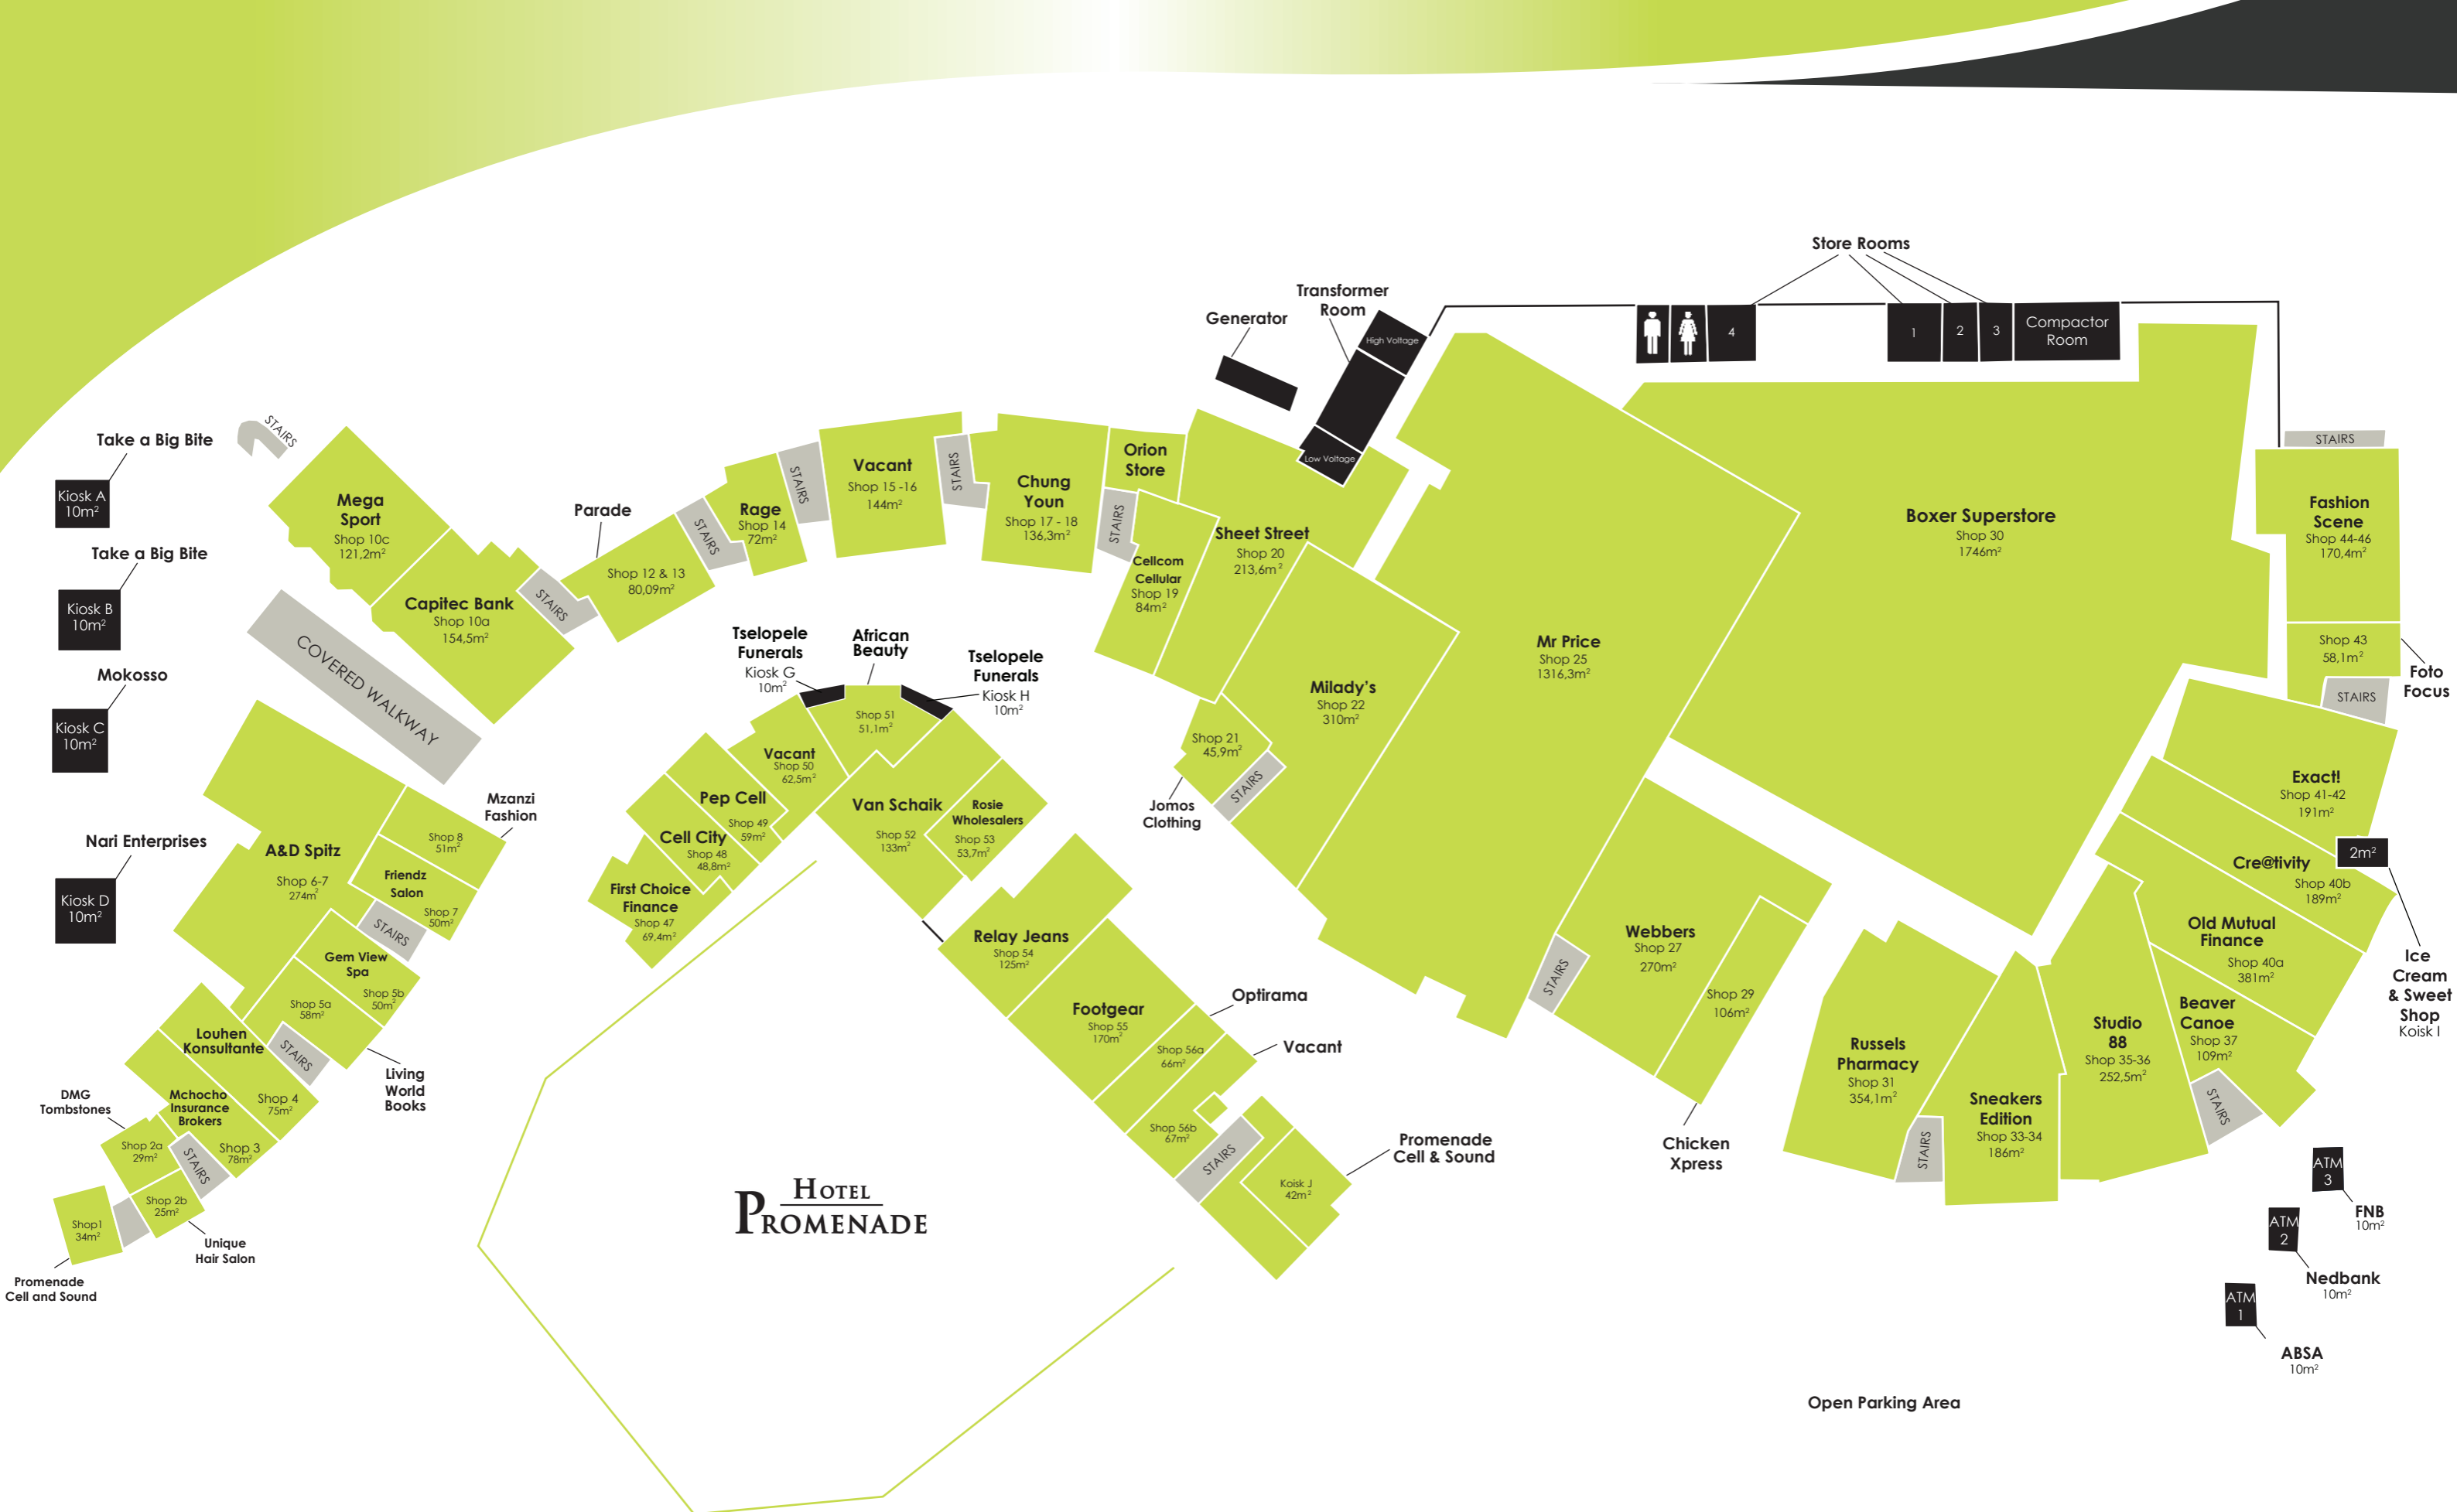 Store Rooms
Transformer
Room
Generator
High Voltage
Low Voltage
4
1
2
3
Compactor
Room
STAIRS
Take a Big Bite
Kiosk A
10m²
Take a Big Bite
Kiosk B
10m²
Mokosso
Kiosk C
10m²
Nari Enterprises
Kiosk D
10m²
STAIRS
Mega
Sport
Shop 10c
121,2m²
Capitec Bank
Shop 10a
154,5m²
COVERED WALKWAY
STAIRS
Parade
Shop 12 & 13
80,09m²
STAIRS
Rage
Shop 14
72m²
STAIRS
Vacant
Shop 15 -16
144m²
STAIRS
Chung
Youn
Shop 17 - 18
136,3m²
Orion
Store
STAIRS
Cellcom
Cellular
Shop 19
84m²
Sheet Street
Shop 20
213,6m²
Milady's
Shop 22
310m²
Shop 21
45,9m²
STAIRS
Jomos
Clothing
Mr Price
Shop 25
1316,3m²
Boxer Superstore
Shop 30
1746m²
Fashion
Scene
Shop 44-46
170,4m²
Shop 43
58,1m²
Foto
Focus
STAIRS
Exact!
Shop 41-42
191m²
2m²
Cre@tivity
Shop 40b
189m²
Old Mutual
Finance
Shop 40a
381m²
Ice
Cream
& Sweet
Shop
Koisk I
Beaver
Canoe
Shop 37
109m²
STAIRS
Studio
88
Shop 35-36
252,5m²
Sneakers
Edition
Shop 33-34
186m²
STAIRS
Russels
Pharmacy
Shop 31
354,1m²
Webbers
Shop 27
270m²
STAIRS
Shop 29
106m²
Chicken
Xpress
Tselopele
Funerals
Kiosk G
10m²
African
Beauty
Tselopele
Funerals
Kiosk H
10m²
Shop 51
51,1m²
Vacant
Shop 50
62,5m²
Pep Cell
Shop 49
59m²
Cell City
Shop 48
48,8m²
First Choice
Finance
Shop 47
69,4m²
Van Schaik
Shop 52
133m²
Rosie
Wholesalers
Shop 53
53,7m²
Relay Jeans
Shop 54
125m²
Footgear
Shop 55
170m²
Optirama
Shop 56a
66m²
Vacant
Shop 56b
67m²
STAIRS
Koisk J
42m²
Promenade
Cell & Sound
Mzanzi
Fashion
Shop 8
51m²
A&D Spitz
Shop 6-7
274m²
Friendz
Salon
Shop 7
50m²
STAIRS
Gem View
Spa
Shop 5b
50m²
Shop 5a
58m²
STAIRS
Living
World
Books
Louhen
Konsultante
Shop 4
75m²
Mchocho
Insurance
Brokers
Shop 3
78m²
DMG
Tombstones
Shop 2a
29m²
STAIRS
Shop 2b
25m²
Unique
Hair Salon
Shop1
34m²
Promenade
Cell and Sound
HOTEL
PROMENADE
ATM
3
FNB
10m²
ATM
2
Nedbank
10m²
ATM
1
ABSA
10m²
Open Parking Area